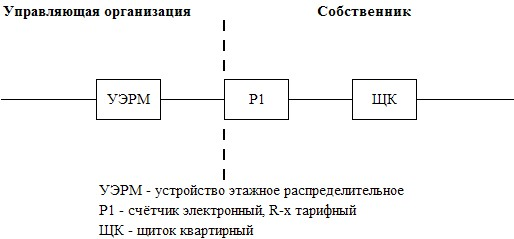 Управляющая организация
Собственник
УЭРМ
Р1
ЩК
УЭРМ - устройство этажное распределительное
Р1 - счётчик электронный, R-х тарифный
ЩК - щиток квартирный